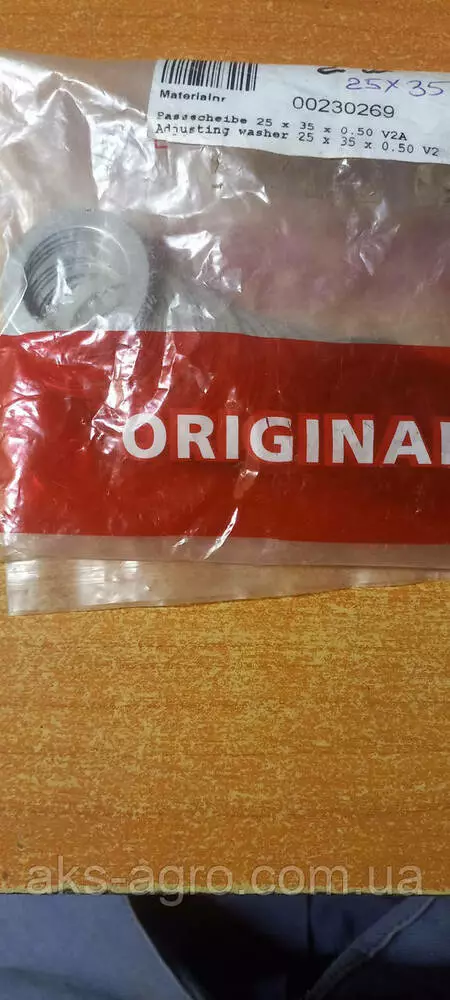 25x35
Materialnr
00230269
Passscheibe 25 x 35 x 0.50 V2A
Adjusting washer 25 x 35 x 0.50 V2
ORIGINAL
aks-agro.com.ua